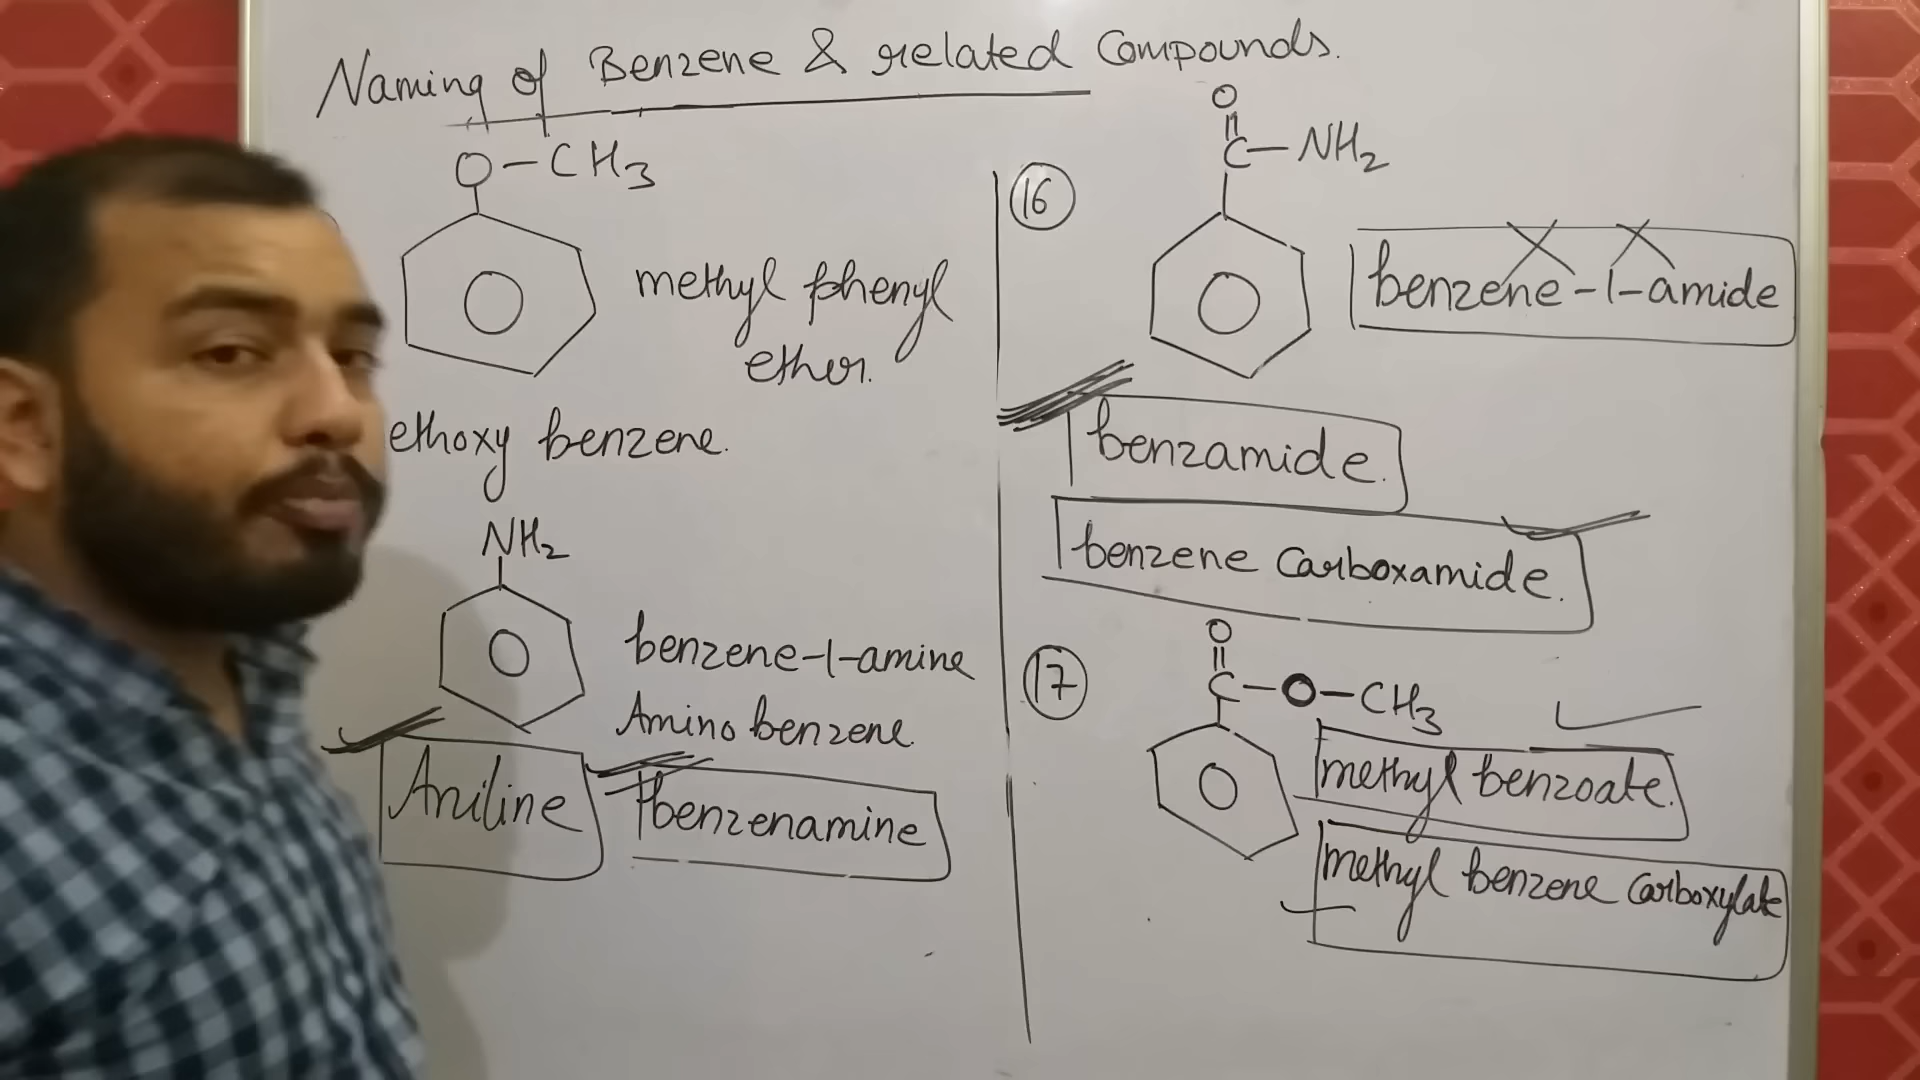 Naming of Benzene & related Compounds.
O-CH3
methyl phenyl
ether.
ethoxy benzene.
NH2
benzene-1-amine
Amino benzene.
Aniline
benzenamine
16
O
C-NH2
benzene-1-amide
benzamide.
benzene Carboxamide.
17
O
C-O-CH3
methyl benzoate.
methyl benzene Carboxylate